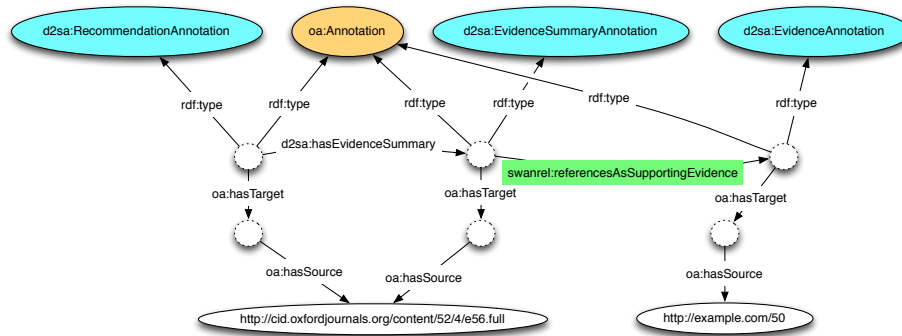 d2sa:RecommendationAnnotation
oa:Annotation
d2sa:EvidenceSummaryAnnotation
d2sa:EvidenceAnnotation
rdf:type
rdf:type
rdf:type
rdf:type
rdf:type
rdf:type
d2sa:hasEvidenceSummary
swanrel:referencesAsSupportingEvidence
oa:hasTarget
oa:hasTarget
oa:hasTarget
oa:hasSource
oa:hasSource
oa:hasSource
http://cid.oxfordjournals.org/content/52/4/e56.full
http://example.com/50